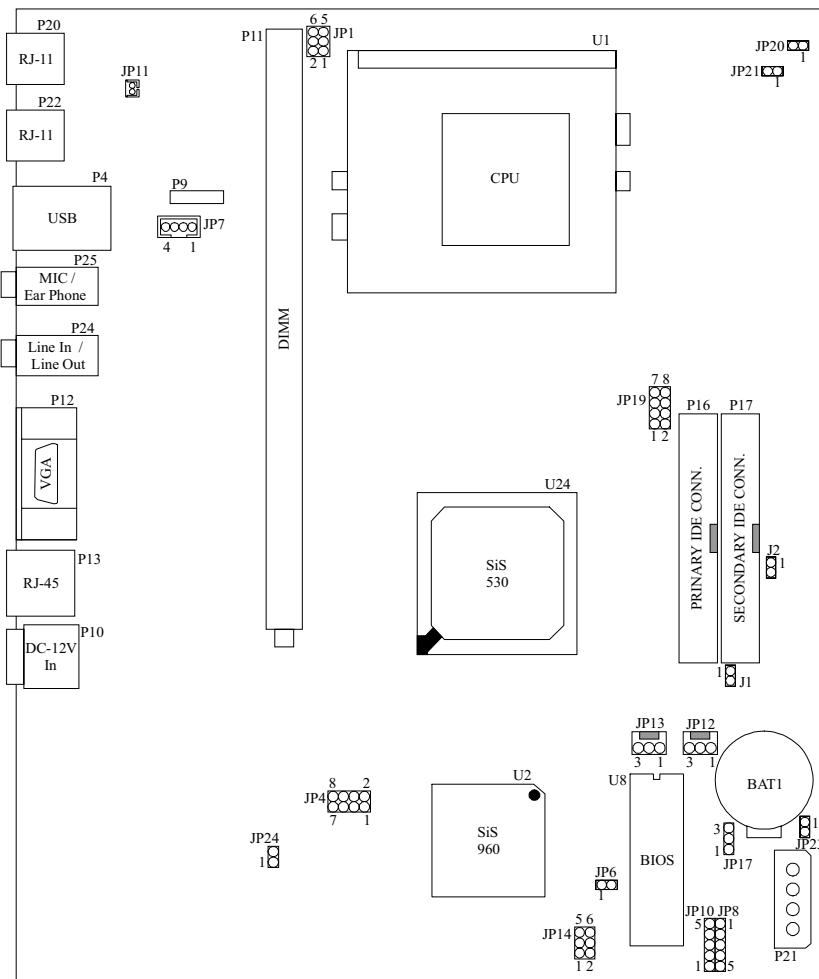 P20
RJ-11
JP11
P22
RJ-11
P4
USB
P9
JP7
4 1
P25
MIC /
Ear Phone
P24
Line In /
Line Out
P12
VGA
P13
RJ-45
P10
DC-12V
In
P11
DIMM
6 5
JP1
2 1
U1
CPU
JP20
1
JP21
1
7 8
JP19
1 2
P16
PRINARY IDE CONN.
P17
SECONDARY IDE CONN.
J2
1
1
J1
U24
SiS
530
JP13
3 1
JP12
3 1
BAT1
U8
BIOS
U2
SiS
960
8 2
JP4
7 1
JP24
1
JP6
1
5 6
JP14
1 2
JP10
5
1
JP8
1
5
3
1
JP17
1
JP23
P21